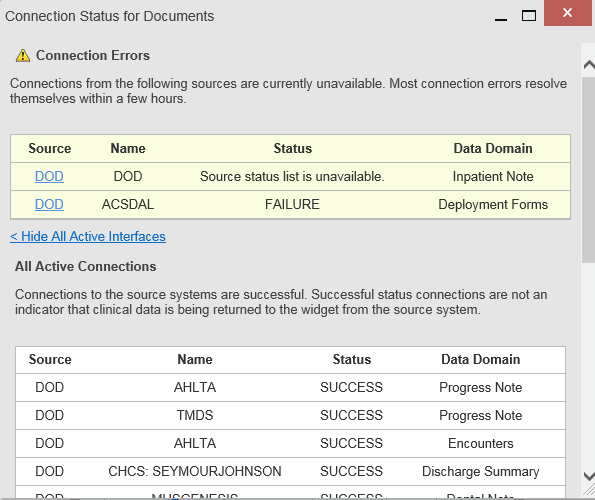 Connection Status for Documents
Connection Errors
Connections from the following sources are currently unavailable. Most connection errors resolve
themselves within a few hours.
Source Name Status Data Domain
DOD DOD Source status list is unavailable. Inpatient Note
DOD ACSDAL FAILURE Deployment Forms
< Hide All Active Interfaces
All Active Connections
Connections to the source systems are successful. Successful status connections are not an
indicator that clinical data is being returned to the widget from the source system.
Source Name Status Data Domain
DOD AHLTA SUCCESS Progress Note
DOD TMDS SUCCESS Progress Note
DOD AHLTA SUCCESS Encounters
DOD CHCS: SEYMOURJOHNSON SUCCESS Discharge Summary
DOD SUCCESS Dental Note